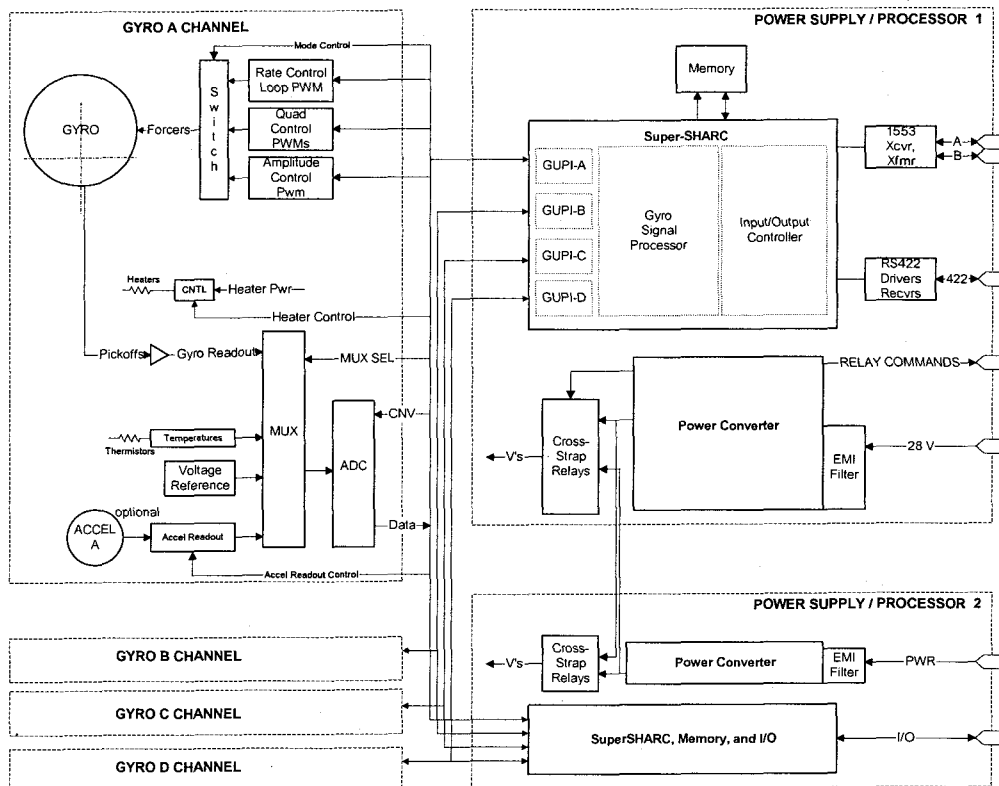 GYRO A CHANNEL
Mode Control
GYRO
Forcers
Switch
Rate Control
Loop PWM
Quad
Control
PWMs
Amplitude
Control
Pwm
Heaters
CNTL
Heater Pwr
Heater Control
Pickoffs
Gyro Readout
MUX SEL
MUX
CNV
ADC
Thermistors
Temperatures
Voltage
Reference
optional
ACCEL
A
Accel Readout
Data
Accel Readout Control
GYRO B CHANNEL
GYRO C CHANNEL
GYRO D CHANNEL
POWER SUPPLY / PROCESSOR 1
Memory
Super-SHARC
GUPI-A
GUPI-B
GUPI-C
GUPI-D
Gyro
Signal
Processor
Input/Output
Controller
1553
Xcvr,
Xfmr
A
B
RS422
Drivers
Recvrs
422
RELAY COMMANDS
Power Converter
EMI
Filter
28 V
Cross-
Strap
Relays
V's
POWER SUPPLY / PROCESSOR 2
Cross-
Strap
Relays
V's
Power Converter
EMI
Filter
PWR
SuperSHARC, Memory, and I/O
I/O